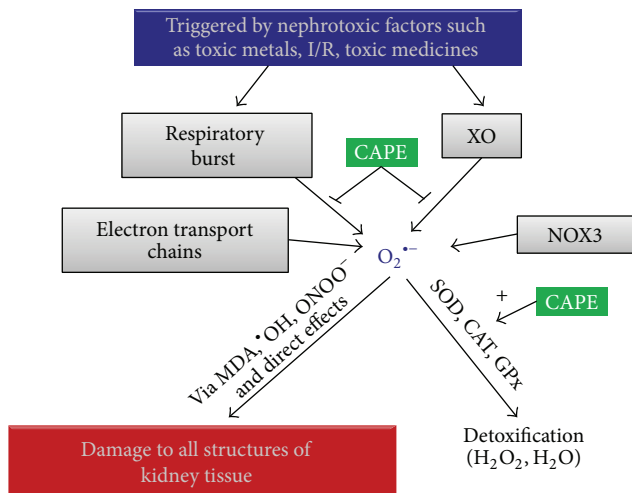 Triggered by nephrotoxic factors such
as toxic metals, I/R, toxic medicines
Respiratory
burst
CAPE
XO
Electron transport
chains
O₂•−
NOX3
Via MDA, •OH, ONOO−
and direct effects
SOD, CAT, GPx
+
CAPE
Damage to all structures of
kidney tissue
Detoxification
(H₂O₂, H₂O)